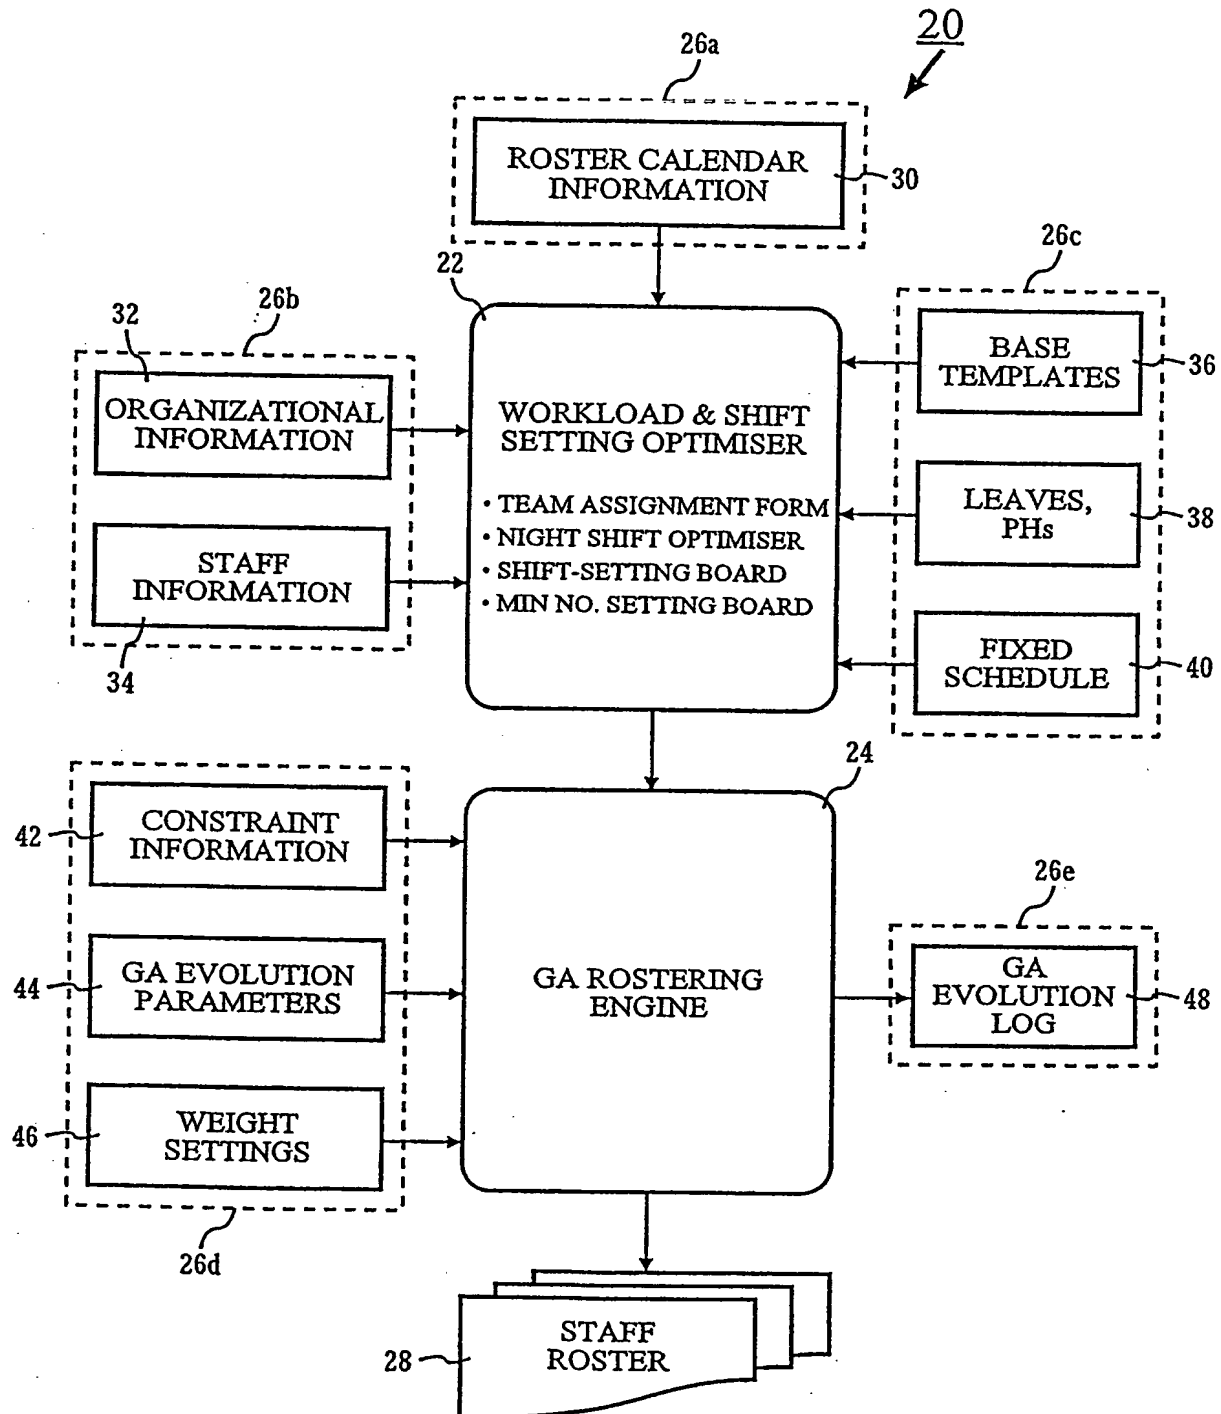 20
26a
ROSTER CALENDAR
INFORMATION
30
26c
22
26b
32
BASE
TEMPLATES
36
ORGANIZATIONAL
INFORMATION
WORKLOAD & SHIFT
SETTING OPTIMISER
• TEAM ASSIGNMENT FORM
• NIGHT SHIFT OPTIMISER
• SHIFT-SETTING BOARD
• MIN NO. SETTING BOARD
LEAVES,
PHs
38
STAFF
INFORMATION
34
FIXED
SCHEDULE
40
24
CONSTRAINT
INFORMATION
42
26e
GA EVOLUTION
PARAMETERS
44
GA ROSTERING
ENGINE
GA
EVOLUTION
LOG
48
WEIGHT
SETTINGS
46
26d
STAFF
ROSTER
28